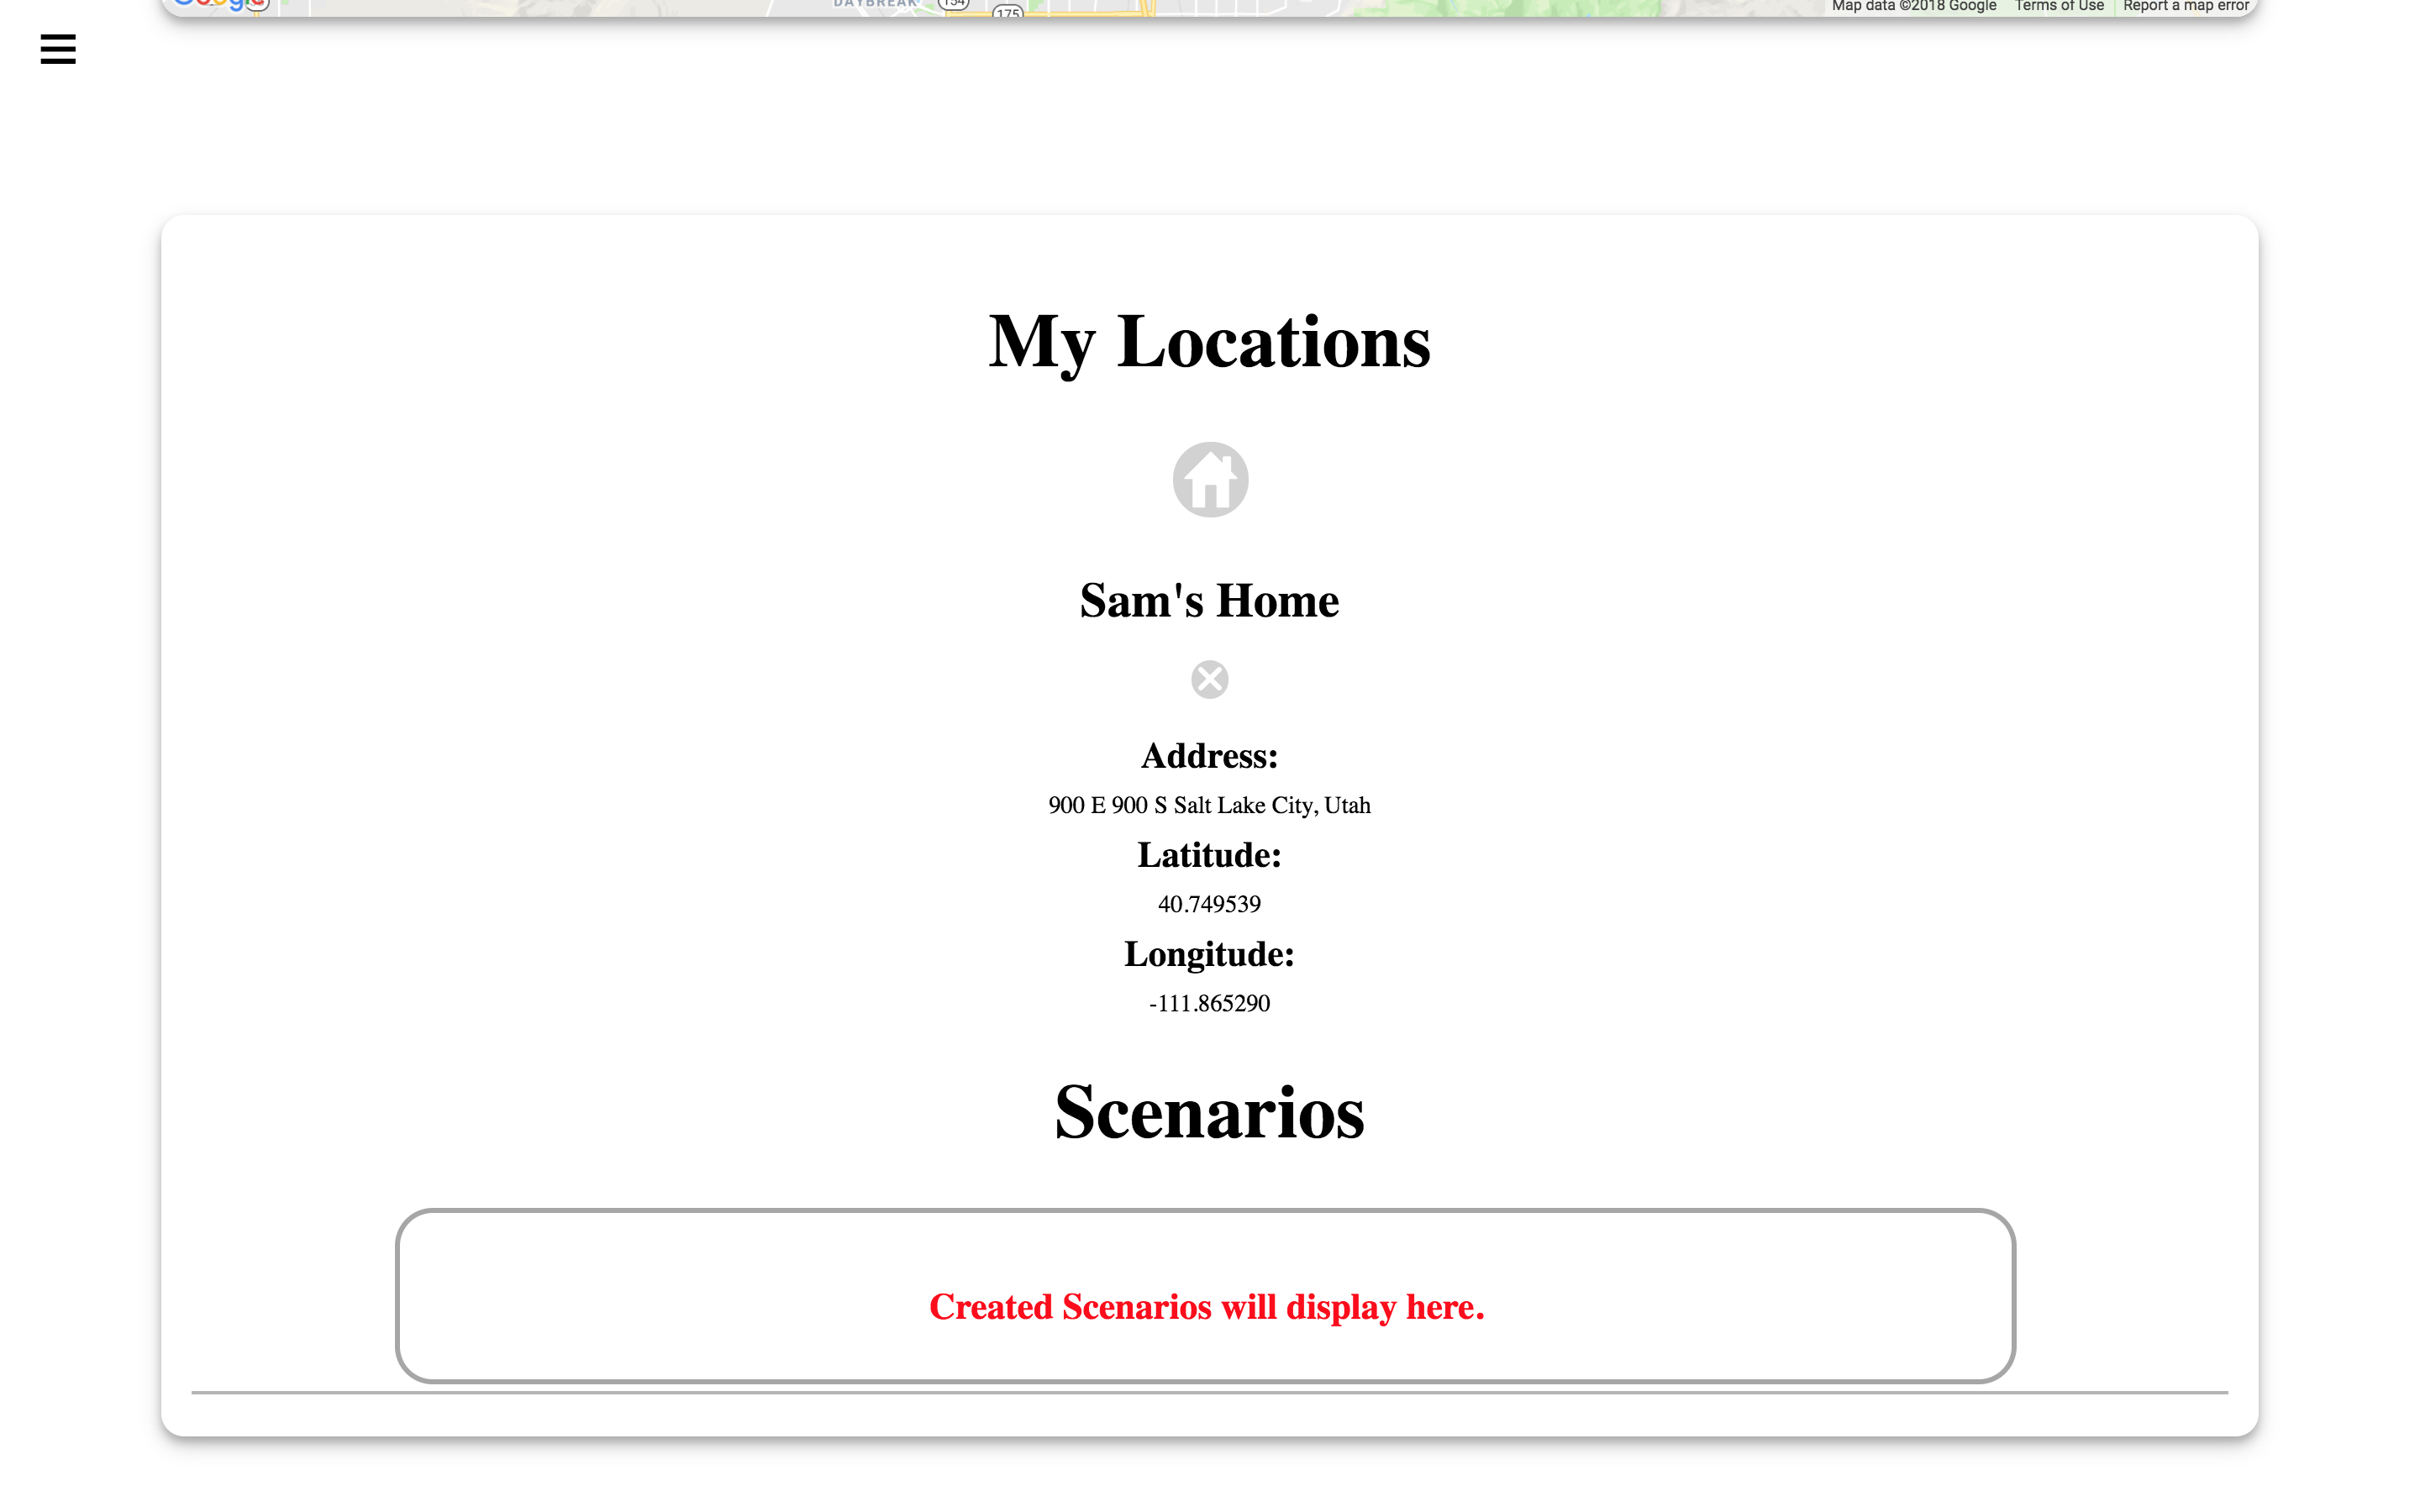 Google
DAYBREAK
154
175
Map data ©2018 Google
Terms of Use
Report a map error
My Locations
Sam's Home
Address:
900 E 900 S Salt Lake City, Utah
Latitude:
40.749539
Longitude:
-111.865290
Scenarios
Created Scenarios will display here.